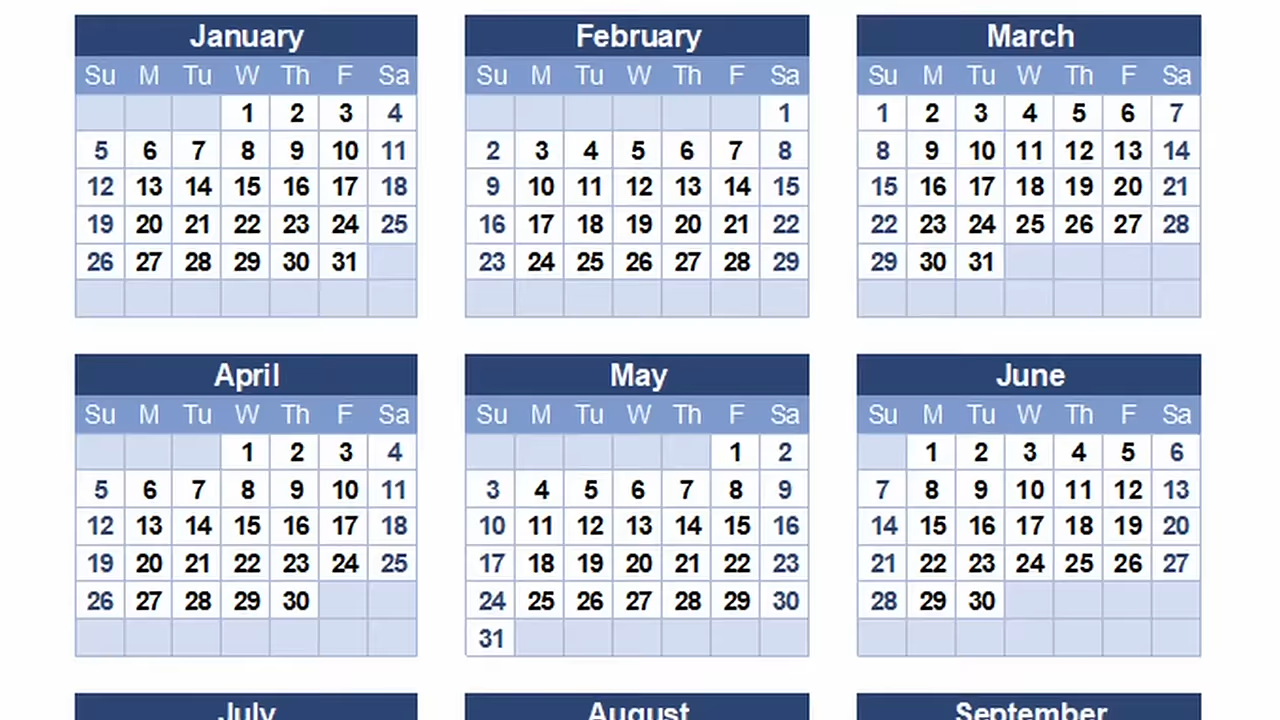 January February March
Su M Tu W Th F Sa Su M Tu W Th F Sa Su M Tu W Th F Sa
1 2 3 4 1 1 2 3 4 5 6 7
5 6 7 8 9 10 11 2 3 4 5 6 7 8 8 9 10 11 12 13 14
12 13 14 15 16 17 18 9 10 11 12 13 14 15 15 16 17 18 19 20 21
19 20 21 22 23 24 25 16 17 18 19 20 21 22 22 23 24 25 26 27 28
26 27 28 29 30 31 23 24 25 26 27 28 29 29 30 31
April May June
Su M Tu W Th F Sa Su M Tu W Th F Sa Su M Tu W Th F Sa
1 2 3 4 1 2 1 2 3 4 5 6
5 6 7 8 9 10 11 3 4 5 6 7 8 9 7 8 9 10 11 12 13
12 13 14 15 16 17 18 10 11 12 13 14 15 16 14 15 16 17 18 19 20
19 20 21 22 23 24 25 17 18 19 20 21 22 23 21 22 23 24 25 26 27
26 27 28 29 30 24 25 26 27 28 29 30 28 29 30
31
July August September